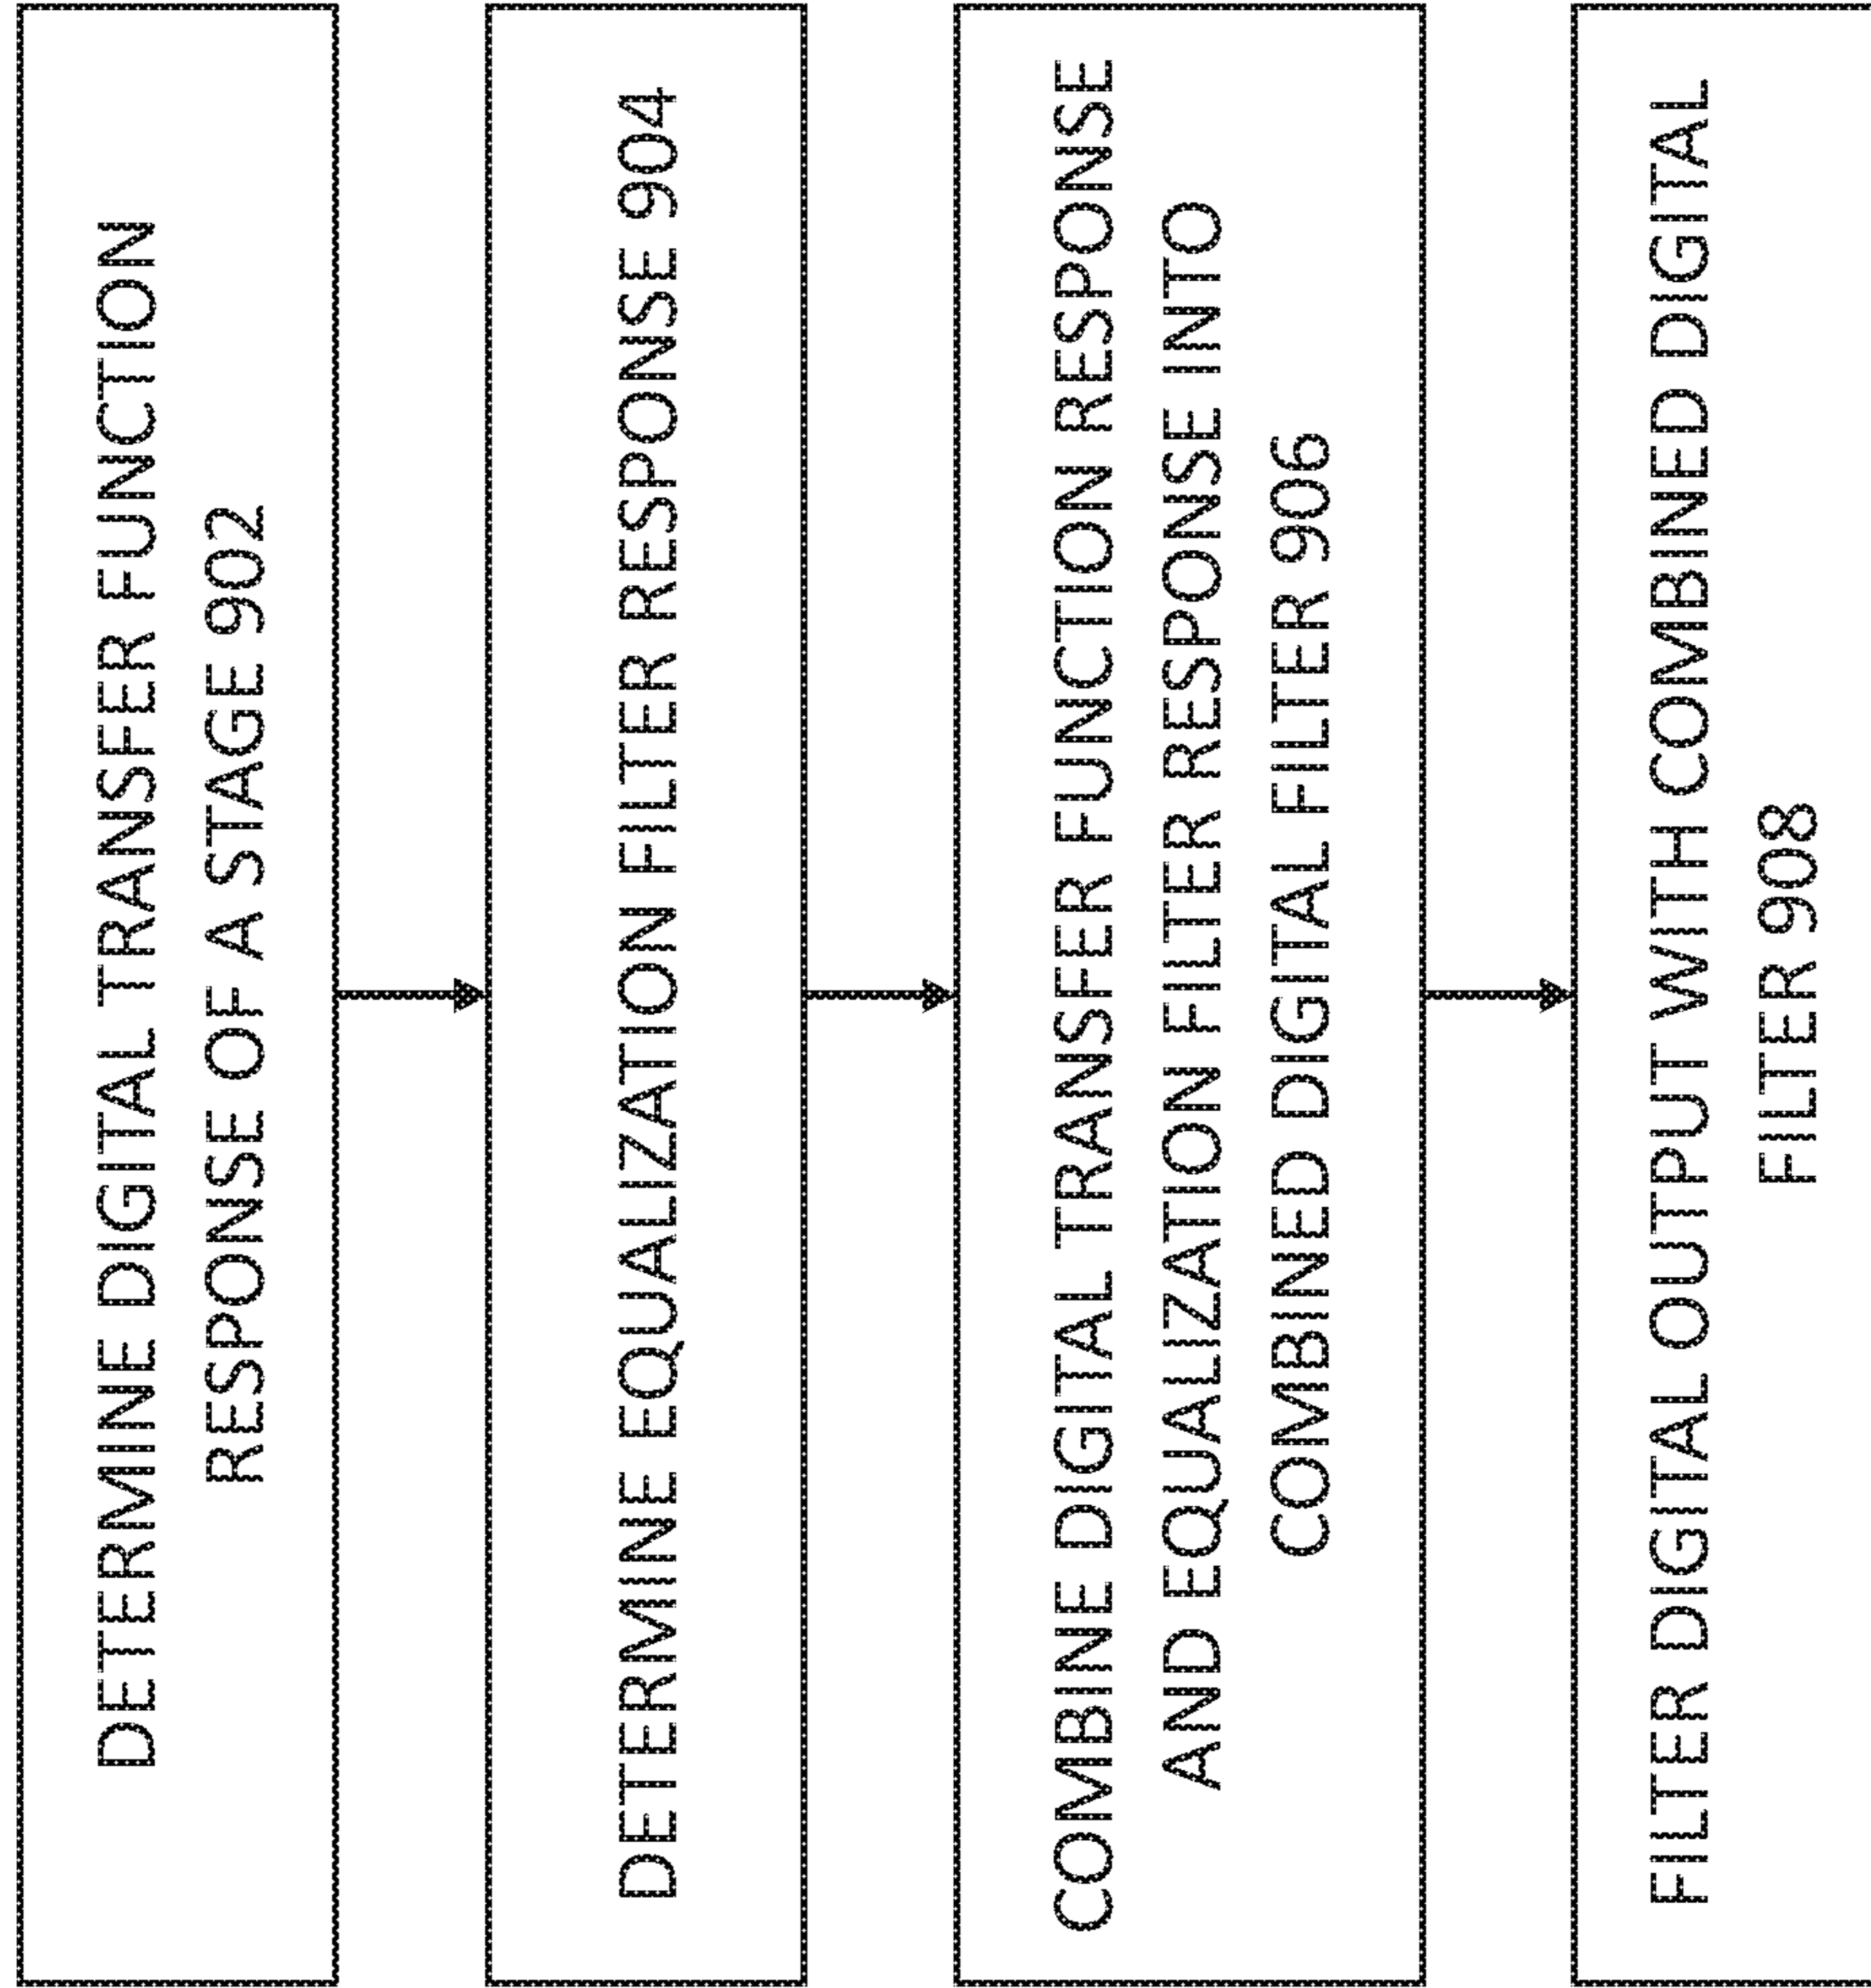 DETERMINE DIGITAL TRANSFER FUNCTION
RESPONSE OF A STAGE 902
DETERMINE EQUALIZATION FILTER RESPONSE 904
COMBINE DIGITAL TRANSFER FUNCTION RESPONSE
AND EQUALIZATION FILTER RESPONSE INTO
COMBINED DIGITAL FILTER 906
FILTER DIGITAL OUTPUT WITH COMBINED DIGITAL
FILTER 908